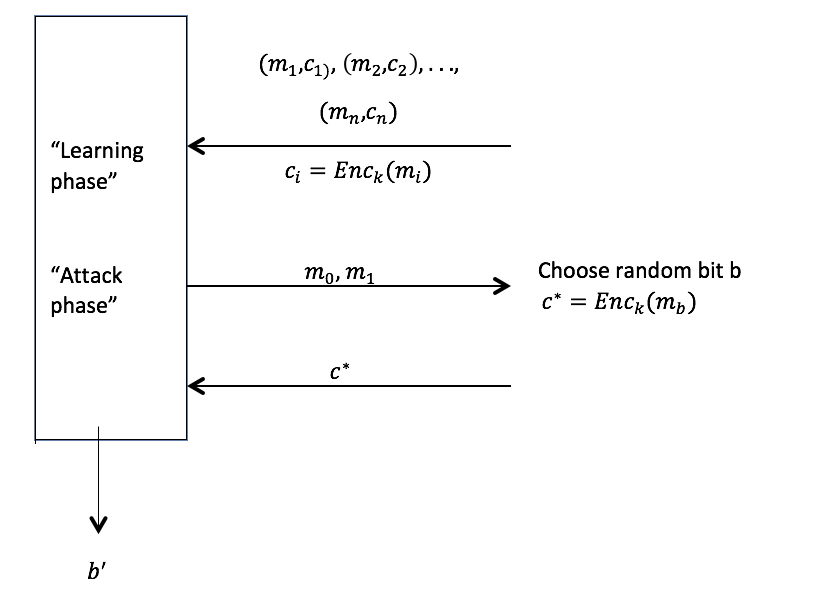 (m₁,c₁), (m₂,c₂), . . .,
(mₙ,cₙ)
“Learning
phase”
cᵢ = Encₖ(mᵢ)
“Attack
phase”
m₀, m₁
Choose random bit b
c* = Encₖ(m_b)
c*
b′